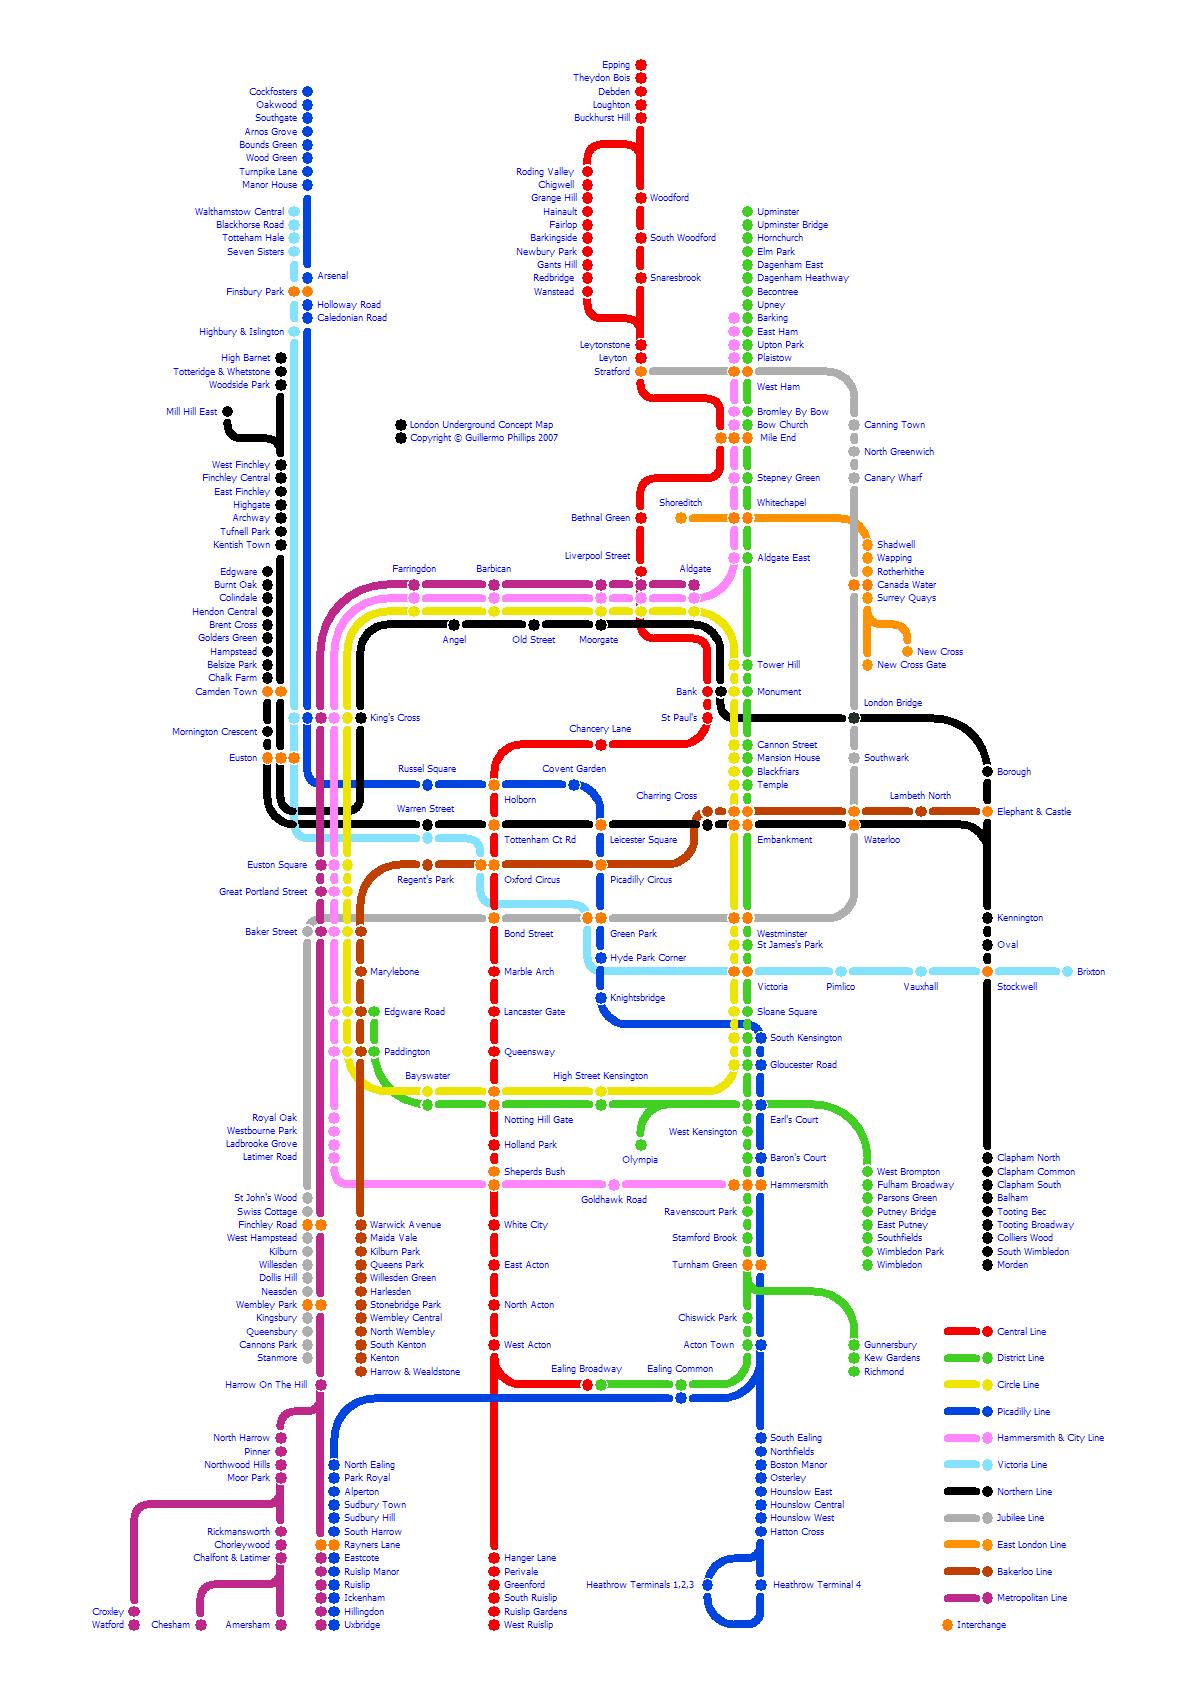 Epping
Theydon Bois
Debden
Loughton
Buckhurst Hill
Cockfosters
Oakwood
Southgate
Arnos Grove
Bounds Green
Wood Green
Turnpike Lane
Manor House
Roding Valley
Chigwell
Grange Hill
Hainault
Fairlop
Barkingside
Newbury Park
Gants Hill
Redbridge
Wanstead
Woodford
South Woodford
Snaresbrook
Leytonstone
Leyton
Stratford
Walthamstow Central
Blackhorse Road
Totteham Hale
Seven Sisters
Arsenal
Finsbury Park
Holloway Road
Caledonian Road
Highbury & Islington
Upminster
Upminster Bridge
Hornchurch
Elm Park
Dagenham East
Dagenham Heathway
Becontree
Upney
Barking
East Ham
Upton Park
Plaistow
West Ham
Bromley By Bow
Bow Church
Mile End
Stepney Green
Whitechapel
Aldgate East
High Barnet
Totteridge & Whetstone
Woodside Park
Mill Hill East
West Finchley
Finchley Central
East Finchley
Highgate
Archway
Tufnell Park
Kentish Town
London Underground Concept Map
Copyright © Guillermo Phillips 2007
Canning Town
North Greenwich
Canary Wharf
Shoreditch
Bethnal Green
Liverpool Street
Shadwell
Wapping
Rotherhithe
Canada Water
Surrey Quays
New Cross
New Cross Gate
Edgware
Burnt Oak
Colindale
Hendon Central
Brent Cross
Golders Green
Hampstead
Belsize Park
Chalk Farm
Camden Town
Mornington Crescent
Euston
Farringdon
Barbican
Aldgate
Angel
Old Street
Moorgate
Tower Hill
Bank
Monument
St Paul's
London Bridge
King's Cross
Chancery Lane
Cannon Street
Mansion House
Blackfriars
Temple
Southwark
Borough
Russel Square
Covent Garden
Holborn
Charring Cross
Lambeth North
Elephant & Castle
Warren Street
Tottenham Ct Rd
Leicester Square
Embankment
Waterloo
Euston Square
Great Portland Street
Baker Street
Regent's Park
Oxford Circus
Picadilly Circus
Bond Street
Green Park
Westminster
St James's Park
Kennington
Oval
Hyde Park Corner
Marylebone
Marble Arch
Victoria
Pimlico
Vauxhall
Stockwell
Brixton
Knightsbridge
Edgware Road
Lancaster Gate
Sloane Square
South Kensington
Paddington
Queensway
Gloucester Road
Bayswater
High Street Kensington
Notting Hill Gate
Earl's Court
Royal Oak
Westbourne Park
Ladbrooke Grove
Latimer Road
Holland Park
West Kensington
Olympia
Baron's Court
Sheperds Bush
Goldhawk Road
Hammersmith
Clapham North
Clapham Common
Clapham South
Balham
Tooting Bec
Tooting Broadway
Colliers Wood
South Wimbledon
Morden
West Brompton
Fulham Broadway
Parsons Green
Putney Bridge
East Putney
Southfields
Wimbledon Park
Wimbledon
St John's Wood
Swiss Cottage
Finchley Road
West Hampstead
Kilburn
Willesden
Dollis Hill
Neasden
Wembley Park
Kingsbury
Queensbury
Cannons Park
Stanmore
Warwick Avenue
Maida Vale
Kilburn Park
Queens Park
Willesden Green
Harlesden
Stonebridge Park
Wembley Central
North Wembley
South Kenton
Kenton
Harrow & Wealdstone
White City
East Acton
North Acton
West Acton
Ravenscourt Park
Stamford Brook
Turnham Green
Chiswick Park
Acton Town
Ealing Broadway
Ealing Common
Gunnersbury
Kew Gardens
Richmond
Harrow On The Hill
North Harrow
Pinner
Northwood Hills
Moor Park
Rickmansworth
Chorleywood
Chalfont & Latimer
Croxley
Watford
Chesham
Amersham
North Ealing
Park Royal
Alperton
Sudbury Town
Sudbury Hill
South Harrow
Rayners Lane
Eastcote
Ruislip Manor
Ruislip
Ickenham
Hillingdon
Uxbridge
Hanger Lane
Perivale
Greenford
South Ruislip
Ruislip Gardens
West Ruislip
South Ealing
Northfields
Boston Manor
Osterley
Hounslow East
Hounslow Central
Hounslow West
Hatton Cross
Heathrow Terminals 1,2,3
Heathrow Terminal 4
Central Line
District Line
Circle Line
Picadilly Line
Hammersmith & City Line
Victoria Line
Northern Line
Jubilee Line
East London Line
Bakerloo Line
Metropolitan Line
Interchange